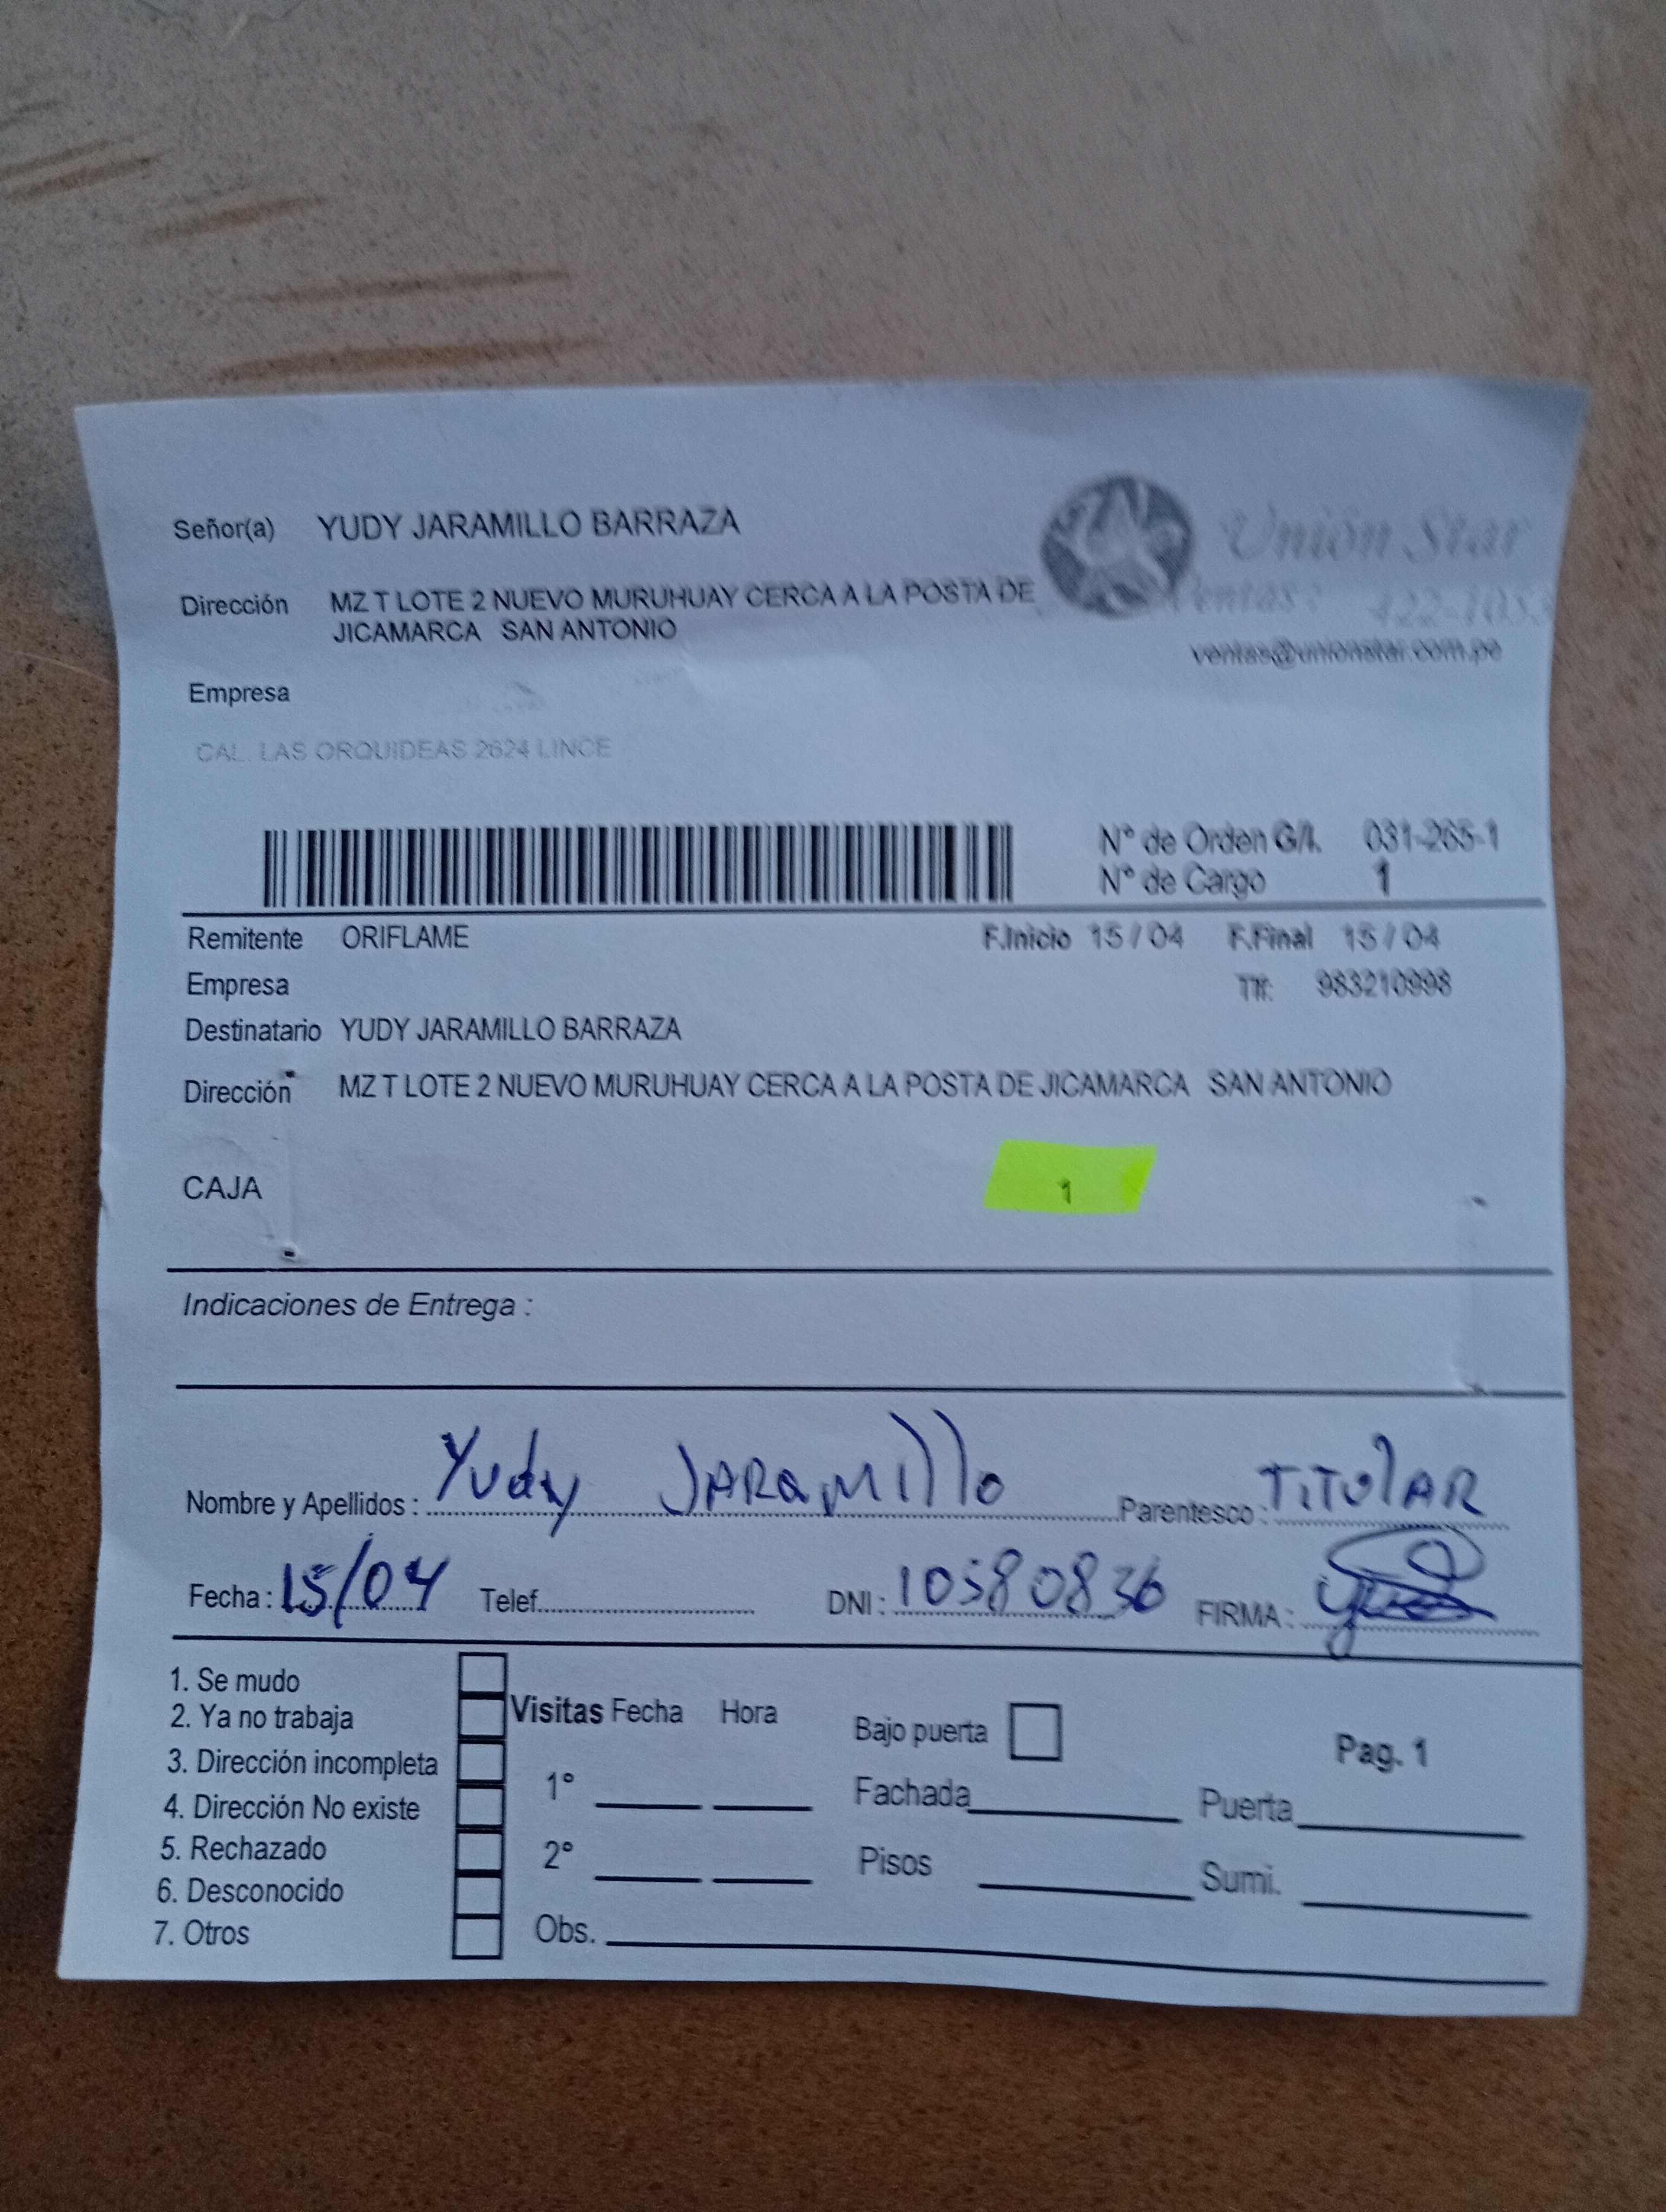 Señor(a) YUDY JARAMILLO BARRAZA
Unión Star
Dirección MZ T LOTE 2 NUEVO MURUHUAY CERCA A LA POSTA DE
JICAMARCA SAN ANTONIO
Ventas: 422-1033
ventas@unionstar.com.pe
Empresa
CAL. LAS ORQUIDEAS 2624 LINCE
N° de Orden G/I. 031-265-1
N° de Cargo 1
Remitente ORIFLAME F.Inicio 15 / 04 F.Final 15 / 04
Empresa Tlf: 983210998
Destinatario YUDY JARAMILLO BARRAZA
Dirección MZ T LOTE 2 NUEVO MURUHUAY CERCA A LA POSTA DE JICAMARCA SAN ANTONIO
CAJA 1
Indicaciones de Entrega :
Nombre y Apellidos : Yudy JARAMIllo Parentesco : TITulAR
Fecha : 15/04 Telef. DNI : 10580836 FIRMA :
1. Se mudo
2. Ya no trabaja Visitas Fecha Hora Bajo puerta Pag. 1
3. Dirección incompleta
4. Dirección No existe 1° Fachada Puerta
5. Rechazado 2° Pisos Sumi.
6. Desconocido
7. Otros Obs.